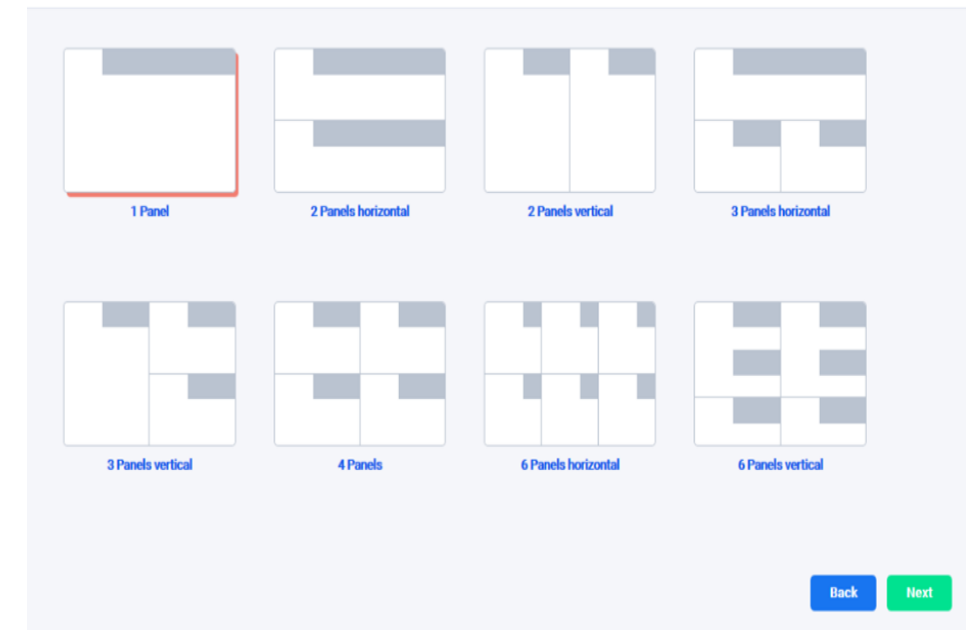 1 Panel
2 Panels horizontal
2 Panels vertical
3 Panels horizontal
3 Panels vertical
4 Panels
6 Panels horizontal
6 Panels vertical
Back
Next